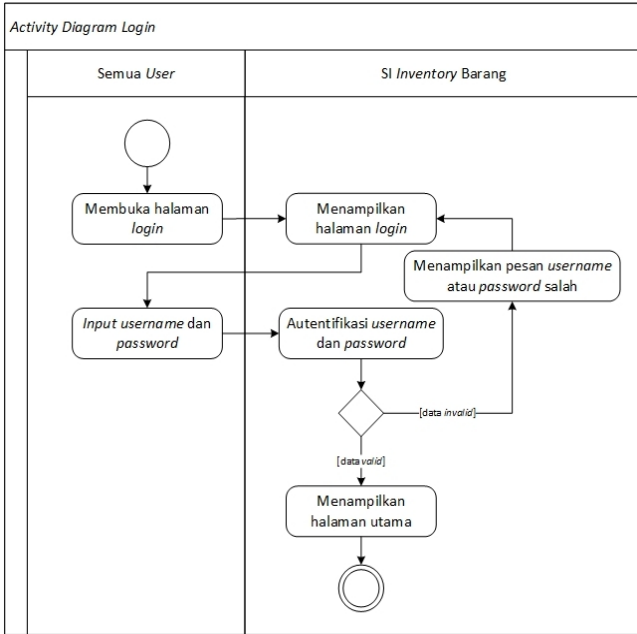 Activity Diagram Login
Semua User
SI Inventory Barang
Membuka halaman
login
Menampilkan
halaman login
Menampilkan pesan username
atau password salah
Input username dan
password
Autentifikasi username
dan password
[data invalid]
[data valid]
Menampilkan
halaman utama